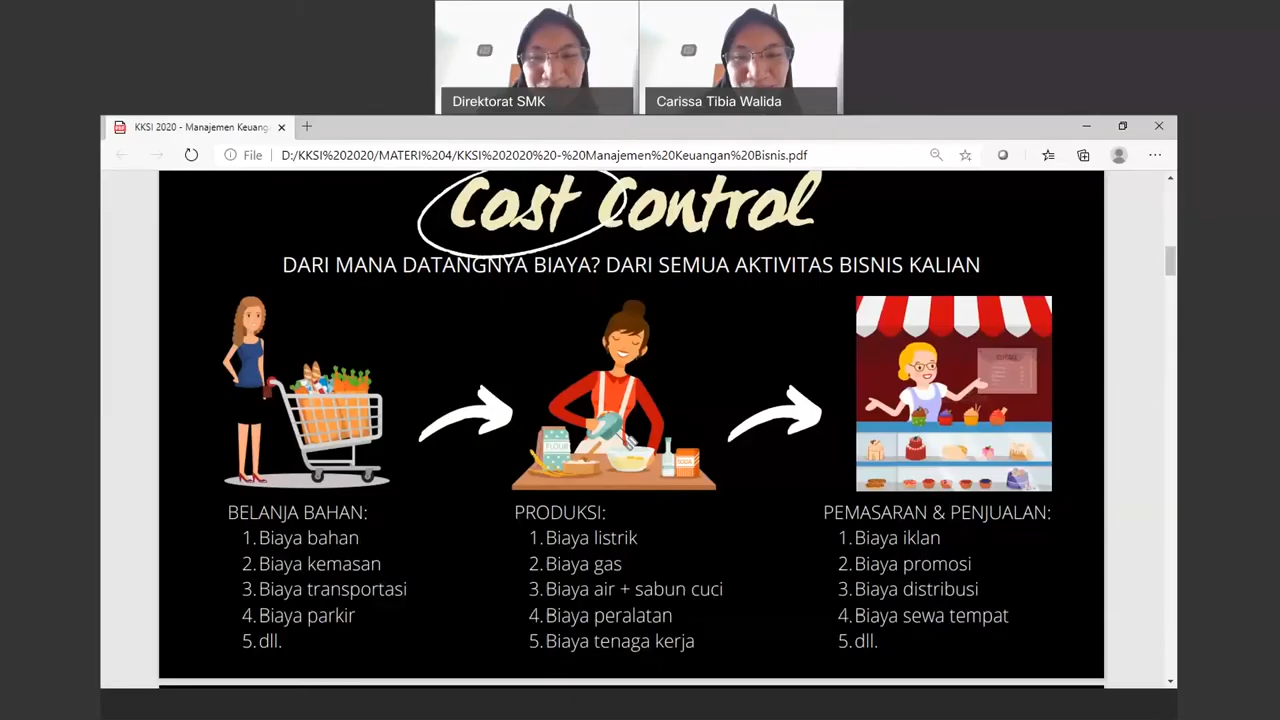 Direktorat SMK
Carissa Tibia Walida
KKSI 2020 - Manajemen Keuang
File
D:/KKSI%202020/MATERI%204/KKSI%202020%20-%20Manajemen%20Keuangan%20Bisnis.pdf
Cost Control
DARI MANA DATANGNYA BIAYA? DARI SEMUA AKTIVITAS BISNIS KALIAN
FLOUR
SODA
BELANJA BAHAN:
1. Biaya bahan
2. Biaya kemasan
3. Biaya transportasi
4. Biaya parkir
5. dll.
PRODUKSI:
1. Biaya listrik
2. Biaya gas
3. Biaya air + sabun cuci
4. Biaya peralatan
5. Biaya tenaga kerja
PEMASARAN & PENJUALAN:
1. Biaya iklan
2. Biaya promosi
3. Biaya distribusi
4. Biaya sewa tempat
5. dll.